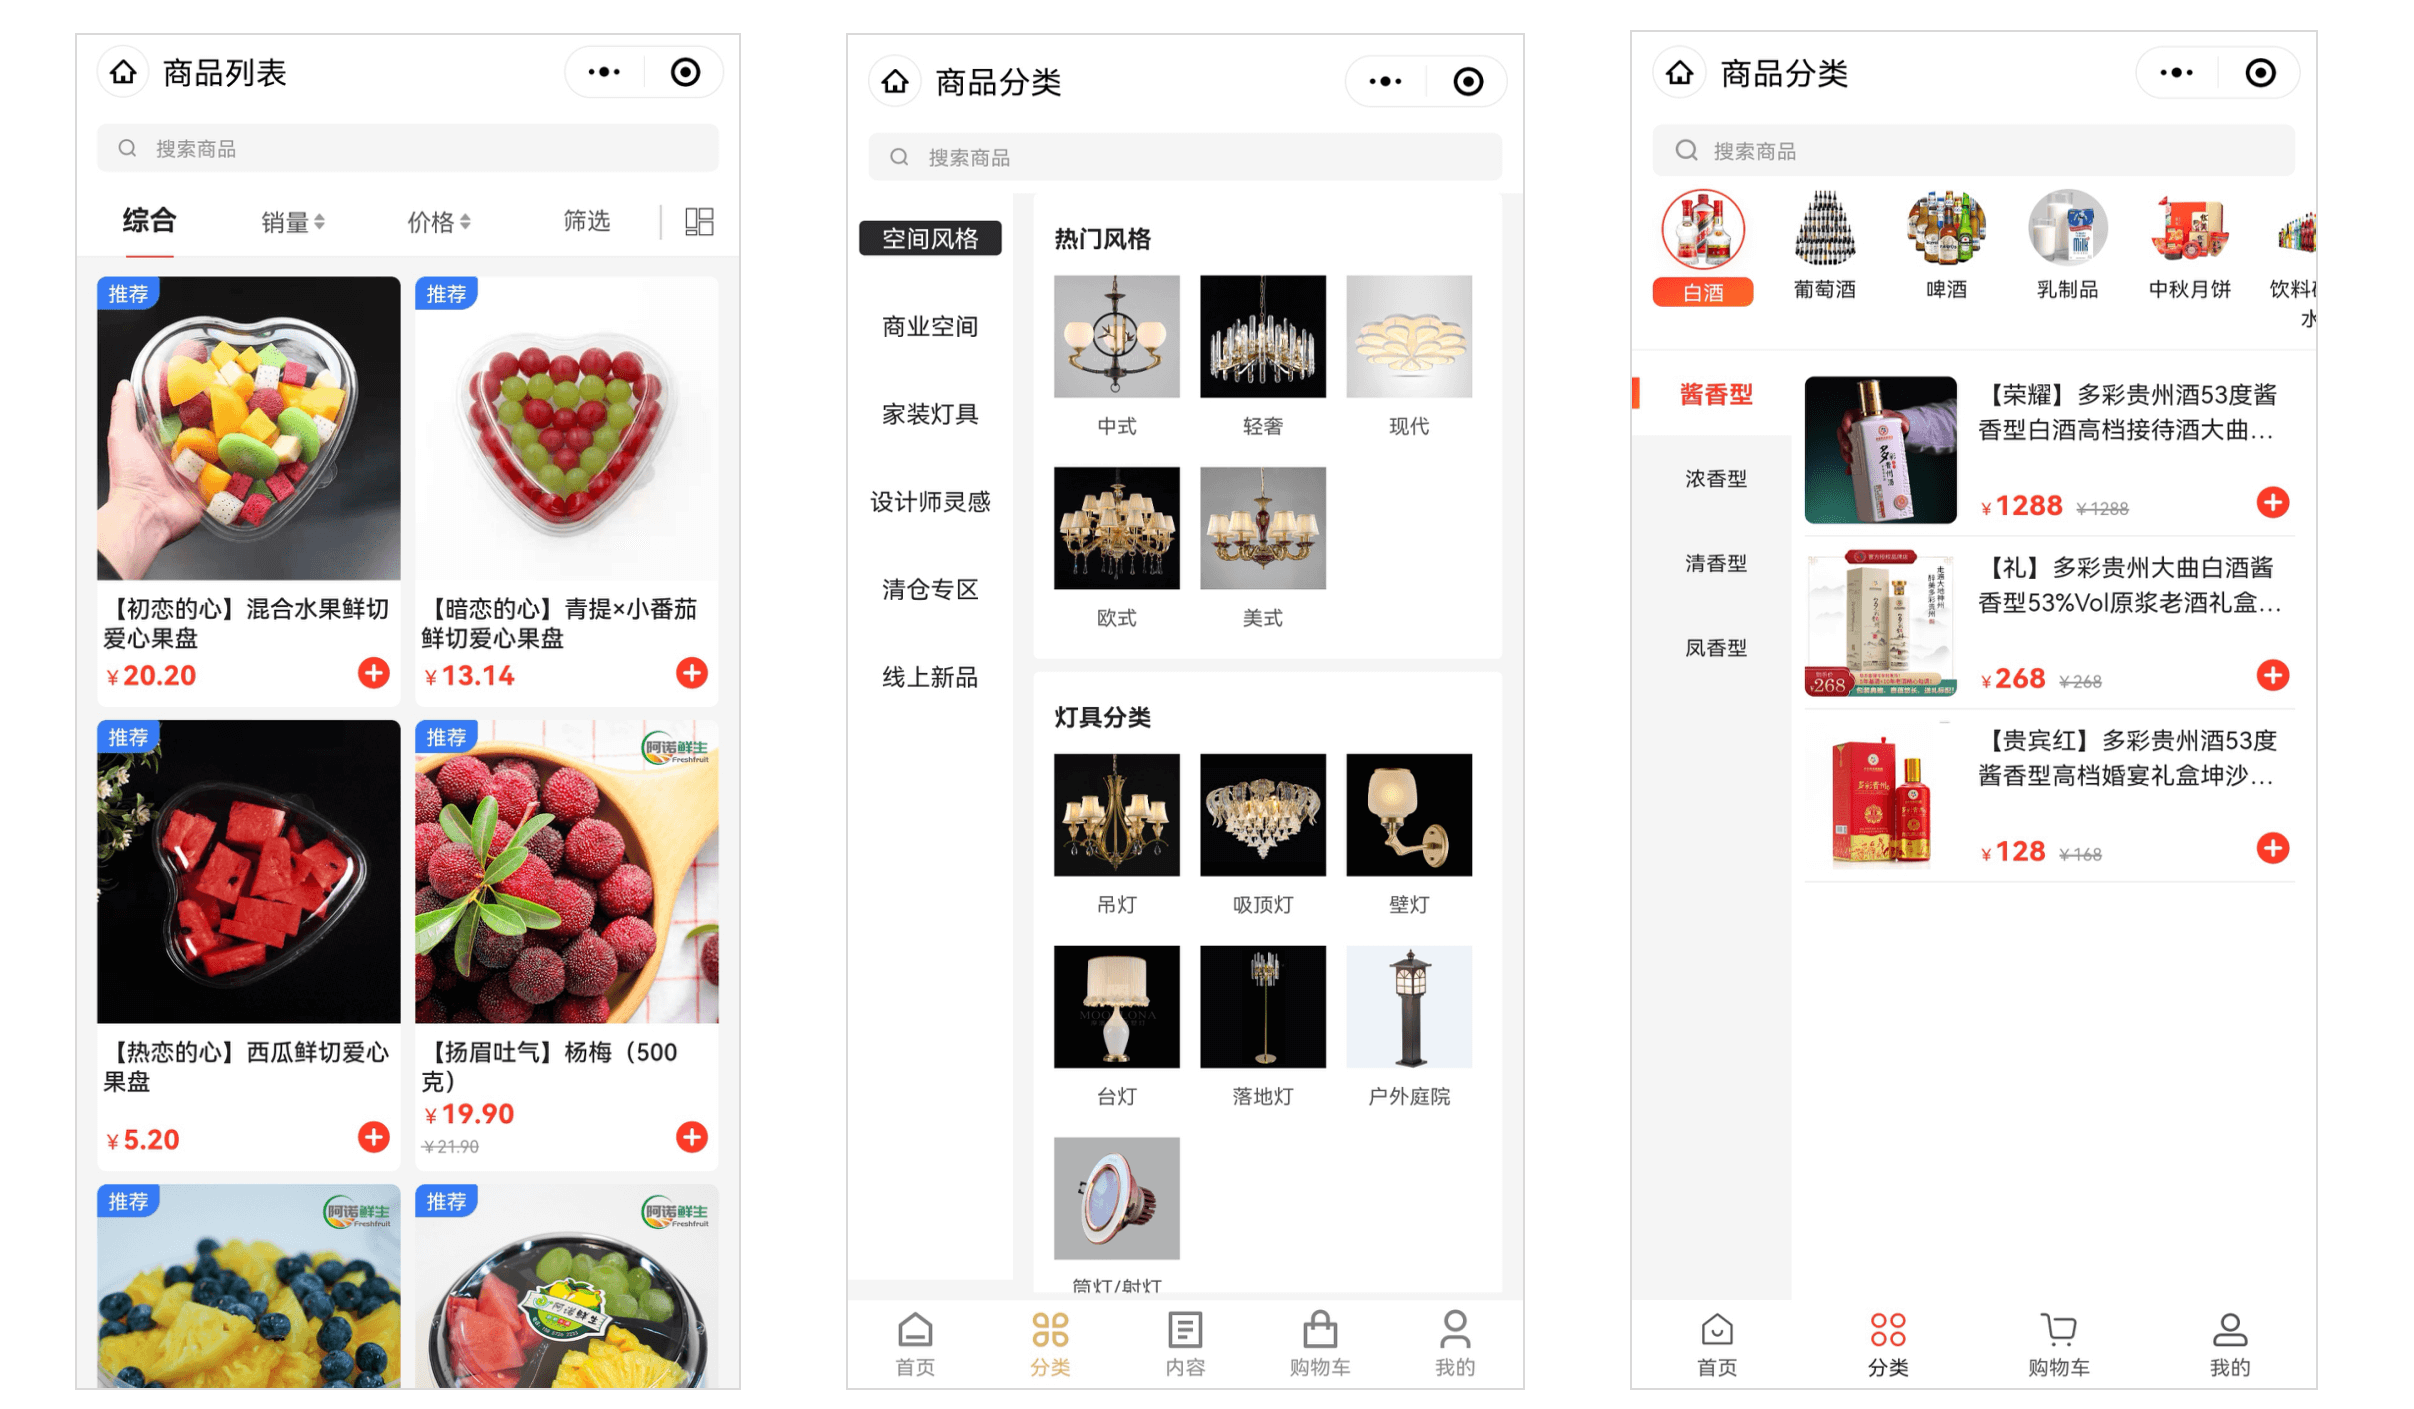 商品列表
搜索商品
综合
销量
价格
筛选
推荐
推荐
【初恋的心】混合水果鲜切
爱心果盘
¥20.20
【暗恋的心】青提×小番茄
鲜切爱心果盘
¥13.14
推荐
推荐
阿诺鲜生
Freshfruit
【热恋的心】西瓜鲜切爱心
果盘
¥5.20
【扬眉吐气】杨梅（500
克）
¥19.90
¥21.90
推荐
阿诺鲜生
Freshfruit
推荐
阿诺鲜生
Freshfruit
商品分类
搜索商品
空间风格
商业空间
家装灯具
设计师灵感
清仓专区
线上新品
热门风格
中式
轻奢
现代
欧式
美式
灯具分类
吊灯
吸顶灯
壁灯
台灯
落地灯
户外庭院
筒灯/射灯
首页
分类
内容
购物车
我的
商品分类
搜索商品
白酒
葡萄酒
啤酒
乳制品
中秋月饼
饮料
水
酱香型
浓香型
清香型
凤香型
【荣耀】多彩贵州酒53度酱
香型白酒高档接待酒大曲...
¥1288 ¥1288
【礼】多彩贵州大曲白酒酱
香型53%Vol原浆老酒礼盒...
¥268 ¥268
¥268
【贵宾红】多彩贵州酒53度
酱香型高档婚宴礼盒坤沙...
¥128 ¥168
首页
分类
购物车
我的